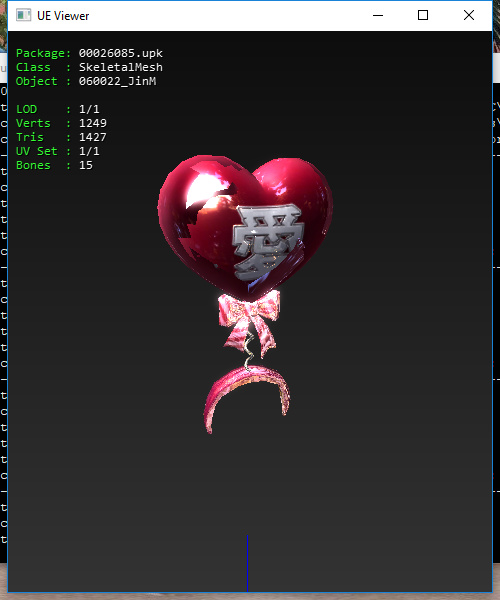 UE Viewer
Package: 00026085.upk
Class : SkeletalMesh
Object : 060022_JinM
LOD : 1/1
Verts : 1249
Tris : 1427
UV Set : 1/1
Bones : 15
愛